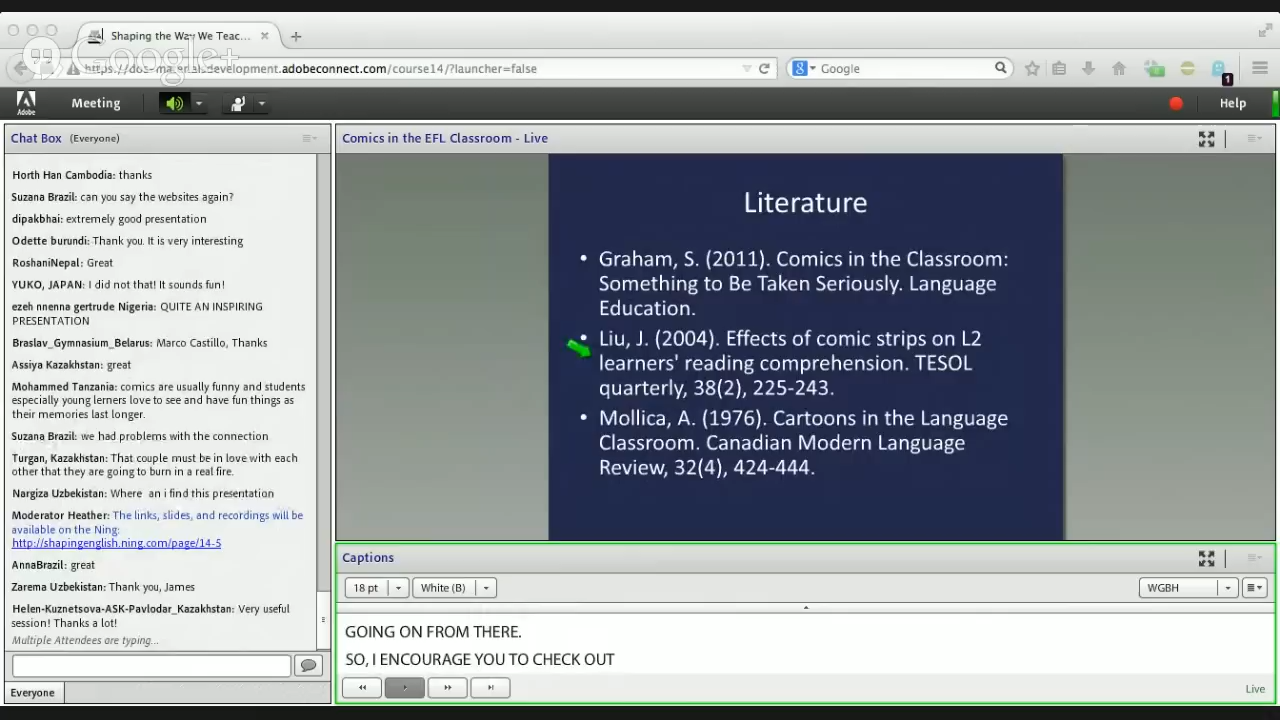 Shaping the Way We Teac...
Google+
https://dos-materialsdevelopment.adobeconnect.com/course14/?launcher=false
Google
1
Adobe
Meeting
Help
Chat Box (Everyone)
Horth Han Cambodia: thanks
Suzana Brazil: can you say the websites again?
dipakbhai: extremely good presentation
Odette burundi: Thank you. It is very interesting
RoshaniNepal: Great
YUKO, JAPAN: I did not that! It sounds fun!
ezeh nnenna gertrude Nigeria: QUITE AN INSPIRING
PRESENTATION
Braslav_Gymnasium_Belarus: Marco Castillo, Thanks
Assiya Kazakhstan: great
Mohammed Tanzania: comics are usually funny and students
especially young lerners love to see and have fun things as
their memories last longer.
Suzana Brazil: we had problems with the connection
Turgan, Kazakhstan: That couple must be in love with each
other that they are going to burn in a real fire.
Nargiza Uzbekistan: Where an i find this presentation
Moderator Heather: The links, slides, and recordings will be
available on the Ning:
http://shapingenglish.ning.com/page/14-5
AnnaBrazil: great
Zarema Uzbekistan: Thank you, James
Helen-Kuznetsova-ASK-Pavlodar_Kazakhstan: Very useful
session! Thanks a lot!
Multiple Attendees are typing...
Everyone
Comics in the EFL Classroom - Live
Literature
• Graham, S. (2011). Comics in the Classroom:
Something to Be Taken Seriously. Language
Education.
• Liu, J. (2004). Effects of comic strips on L2
learners' reading comprehension. TESOL
quarterly, 38(2), 225-243.
• Mollica, A. (1976). Cartoons in the Language
Classroom. Canadian Modern Language
Review, 32(4), 424-444.
Captions
18 pt
White (B)
WGBH
GOING ON FROM THERE.
SO, I ENCOURAGE YOU TO CHECK OUT
Live